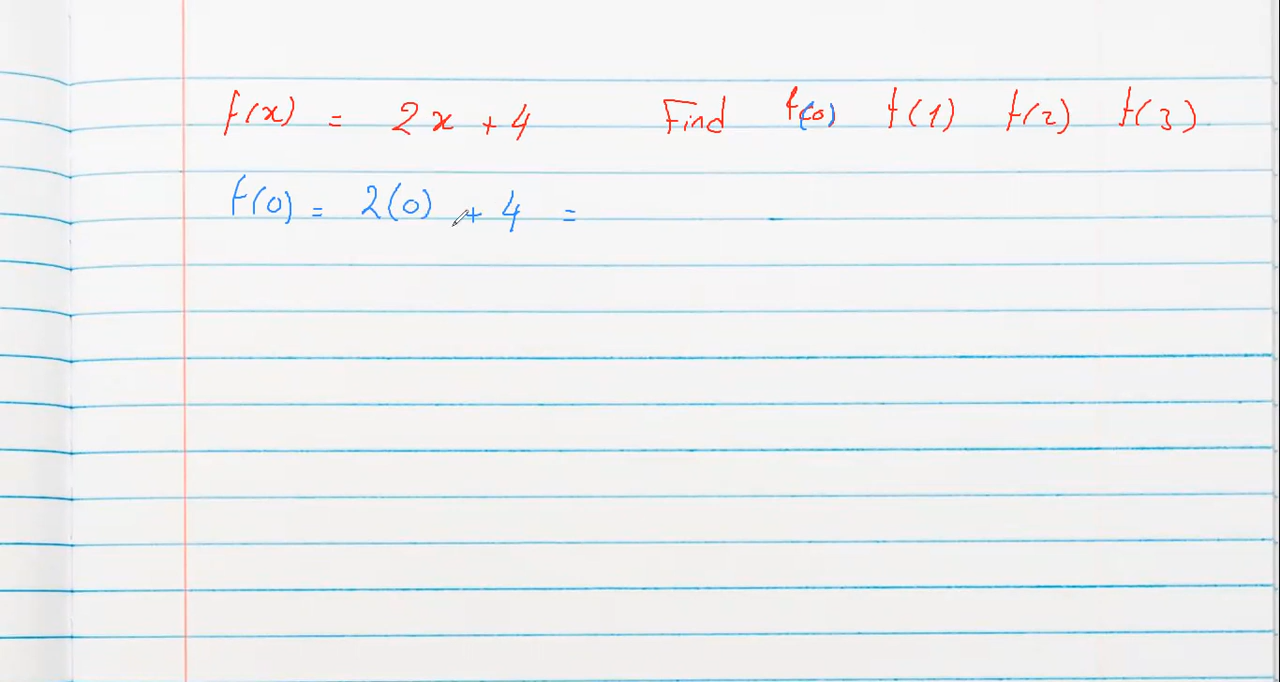 f(x) = 2x + 4 Find f(0) f(1) f(2) f(3)
f(0) = 2(0) + 4 =